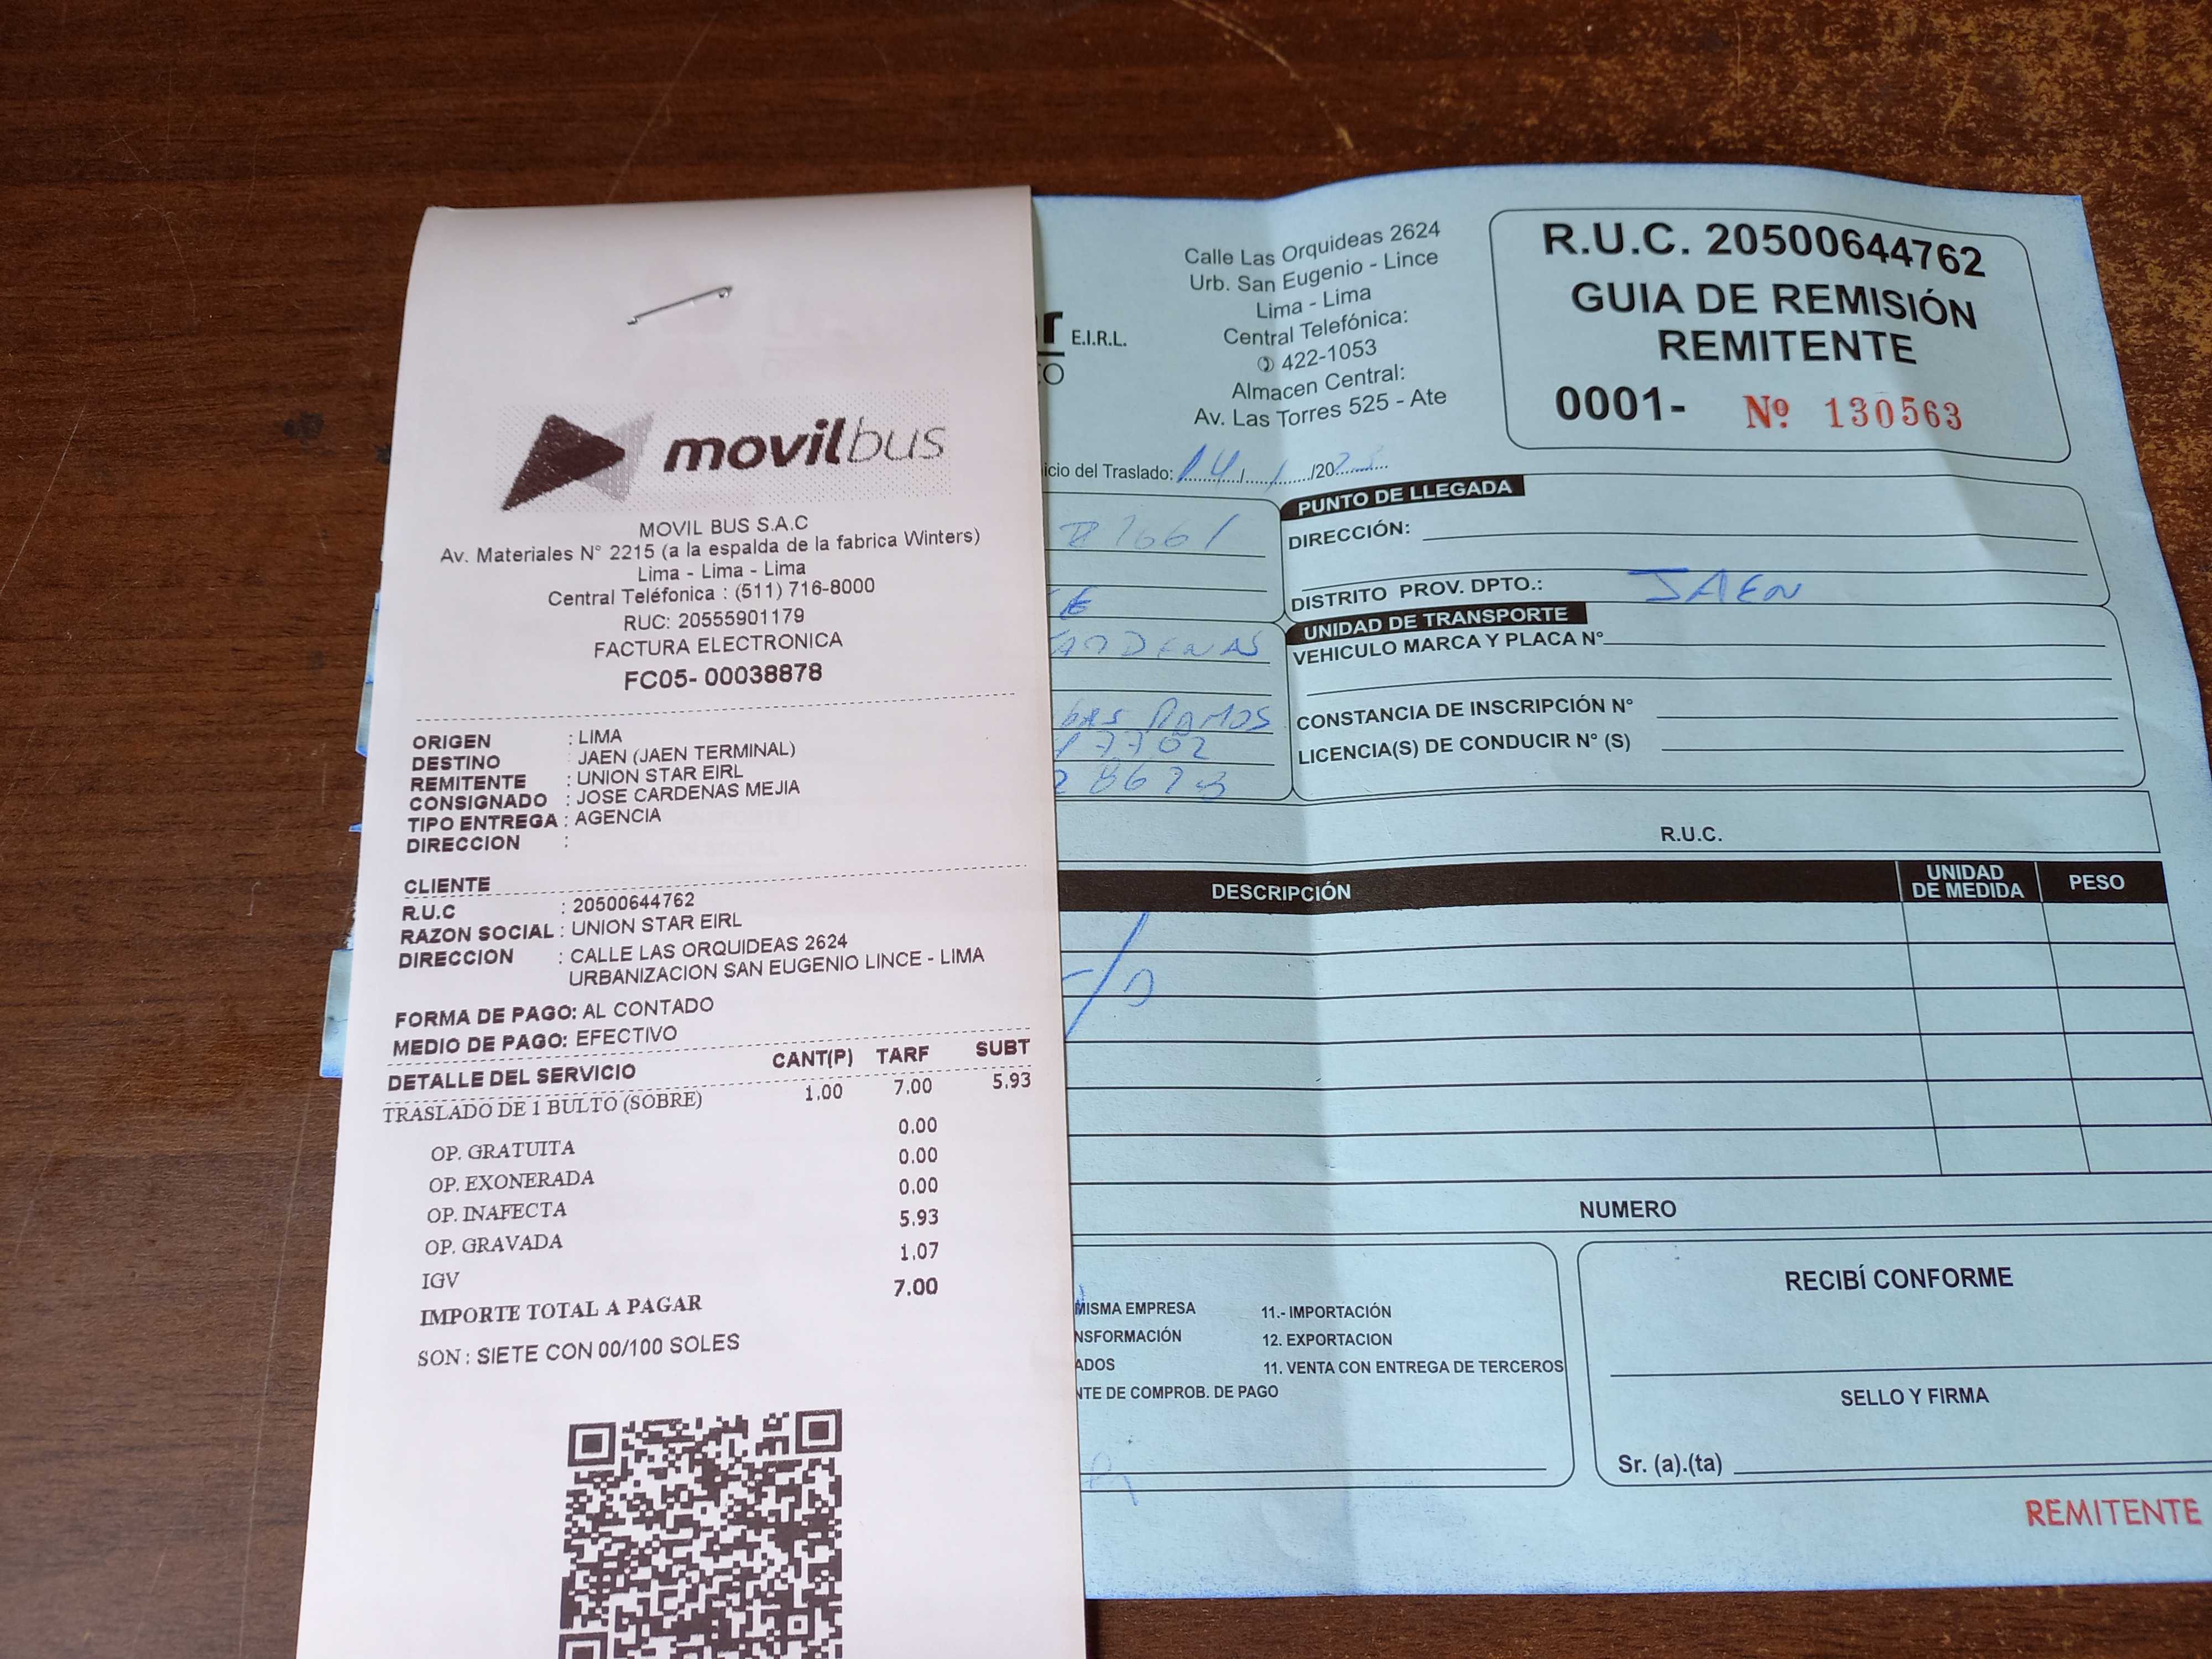 movilbus
MOVIL BUS S.A.C
Av. Materiales N° 2215 (a la espalda de la fabrica Winters)
Lima - Lima - Lima
Central Teléfonica : (511) 716-8000
RUC: 20555901179
FACTURA ELECTRONICA
FC05- 00038878
ORIGEN : LIMA
DESTINO : JAEN (JAEN TERMINAL)
REMITENTE : UNION STAR EIRL
CONSIGNADO : JOSE CARDENAS MEJIA
TIPO ENTREGA : AGENCIA
DIRECCION :
CLIENTE
R.U.C : 20500644762
RAZON SOCIAL : UNION STAR EIRL
DIRECCION : CALLE LAS ORQUIDEAS 2624
URBANIZACION SAN EUGENIO LINCE - LIMA
FORMA DE PAGO: AL CONTADO
MEDIO DE PAGO: EFECTIVO
DETALLE DEL SERVICIO CANT(P) TARF SUBT
TRASLADO DE 1 BULTO (SOBRE) 1.00 7.00 5.93
OP. GRATUITA 0.00
OP. EXONERADA 0.00
OP. INAFECTA 0.00
OP. GRAVADA 5.93
IGV 1.07
IMPORTE TOTAL A PAGAR 7.00
SON : SIETE CON 00/100 SOLES
E.I.R.L.
Calle Las Orquideas 2624
Urb. San Eugenio - Lince
Lima - Lima
Central Telefónica:
422-1053
Almacen Central:
Av. Las Torres 525 - Ate
R.U.C. 20500644762
GUIA DE REMISIÓN
REMITENTE
0001- Nº 130563
icio del Traslado: 14/1/2023
PUNTO DE LLEGADA
DIRECCIÓN:
DISTRITO PROV. DPTO.: JAEN
UNIDAD DE TRANSPORTE
VEHICULO MARCA Y PLACA N°
CONSTANCIA DE INSCRIPCIÓN N°
LICENCIA(S) DE CONDUCIR N° (S)
ARDENAS
bas Ramos
R.U.C.
DESCRIPCIÓN UNIDAD DE MEDIDA PESO
NUMERO
MISMA EMPRESA 11.- IMPORTACIÓN
NSFORMACIÓN 12. EXPORTACION
ADOS 11. VENTA CON ENTREGA DE TERCEROS
NTE DE COMPROB. DE PAGO
RECIBÍ CONFORME
SELLO Y FIRMA
Sr. (a).(ta)
REMITENTE